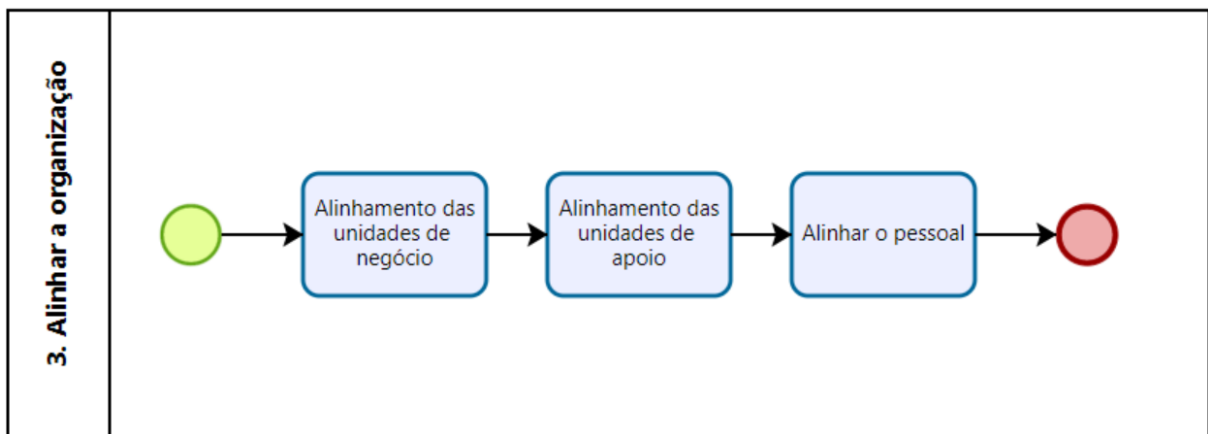 3. Alinhar a organização
Alinhamento das
unidades de
negócio
Alinhamento das
unidades de
apoio
Alinhar o pessoal